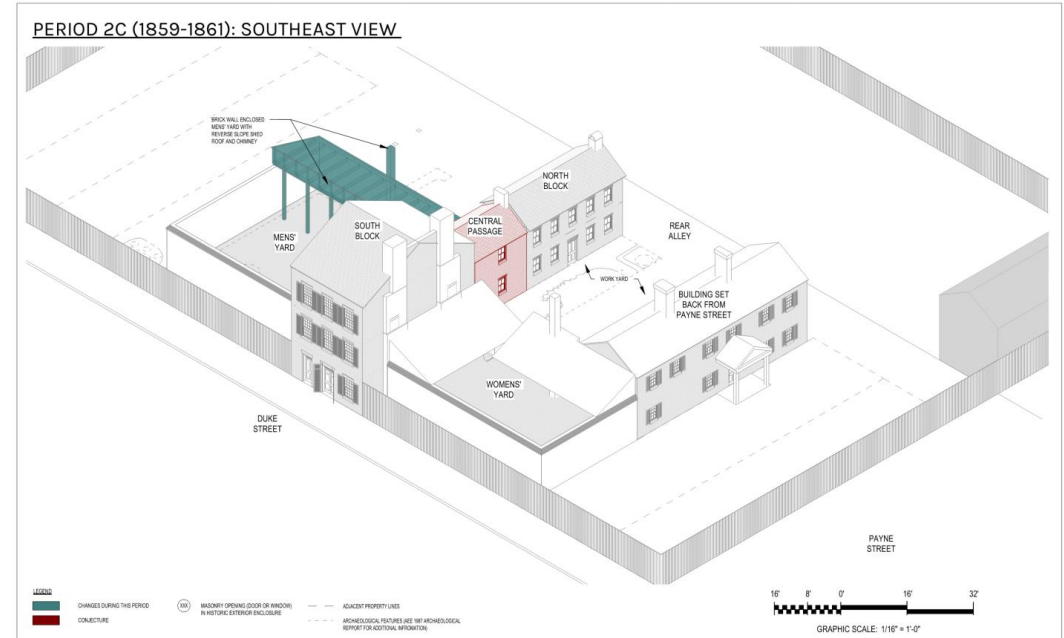 PERIOD 2C (1859-1861): SOUTHEAST VIEW
BRICK WALL ENCLOSED
MENS' YARD WITH
REVERSE SLOPE SHED
ROOF AND CHIMNEY
NORTH
BLOCK
CENTRAL
PASSAGE
SOUTH
BLOCK
MENS'
YARD
REAR
ALLEY
WORK YARD
BUILDING SET
BACK FROM
PAYNE STREET
WOMENS'
YARD
DUKE
STREET
PAYNE
STREET
LEGEND
CHANGES DURING THIS PERIOD
CONJECTURE
XXX
MASONRY OPENING (DOOR OR WINDOW)
IN HISTORIC EXTERIOR ENCLOSURE
ADJACENT PROPERTY LINES
ARCHAEOLOGICAL FEATURES (AEE 1987 ARCHAEOLOGICAL
REPPORT FOR ADDITIONAL INFROMATION)
16' 8' 0' 16' 32'
GRAPHIC SCALE: 1/16" = 1'-0"